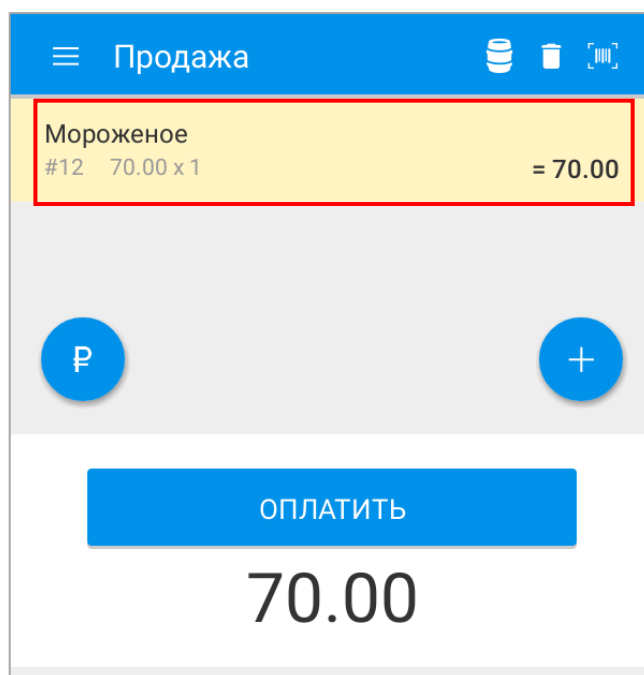 Продажа
Мороженое
#12 70.00 x 1
= 70.00
₽
ОПЛАТИТЬ
70.00